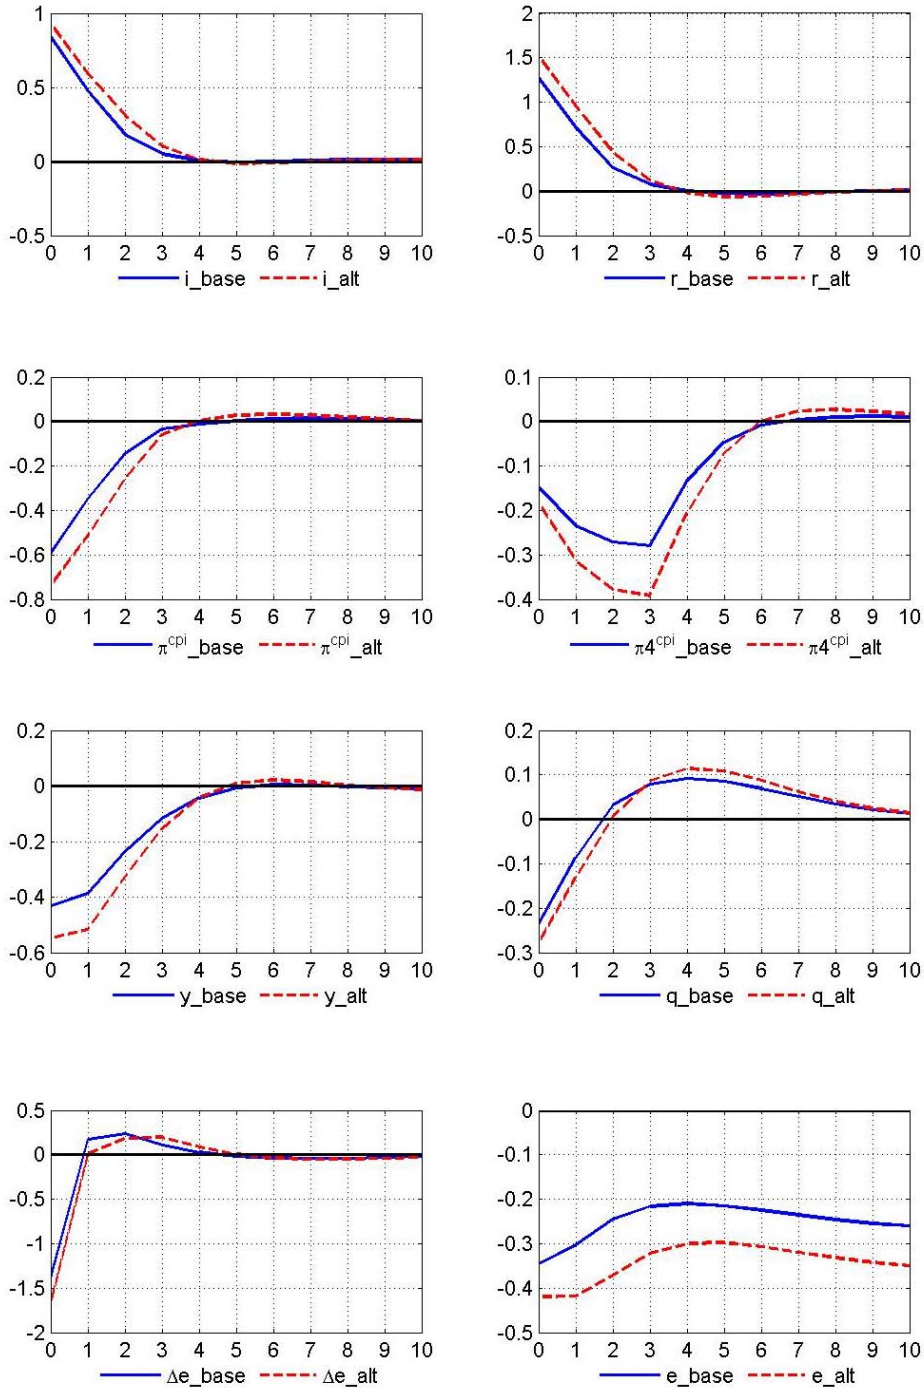 1
0.5
0
-0.5
0 1 2 3 4 5 6 7 8 9 10
i_base i_alt
2
1.5
1
0.5
0
-0.5
0 1 2 3 4 5 6 7 8 9 10
r_base r_alt
0.2
0
-0.2
-0.4
-0.6
-0.8
0 1 2 3 4 5 6 7 8 9 10
π^cpi_base π^cpi_alt
0.1
0
-0.1
-0.2
-0.3
-0.4
0 1 2 3 4 5 6 7 8 9 10
π4^cpi_base π4^cpi_alt
0.2
0
-0.2
-0.4
-0.6
0 1 2 3 4 5 6 7 8 9 10
y_base y_alt
0.2
0.1
0
-0.1
-0.2
-0.3
0 1 2 3 4 5 6 7 8 9 10
q_base q_alt
0.5
0
-0.5
-1
-1.5
-2
0 1 2 3 4 5 6 7 8 9 10
Δe_base Δe_alt
0
-0.1
-0.2
-0.3
-0.4
-0.5
0 1 2 3 4 5 6 7 8 9 10
e_base e_alt